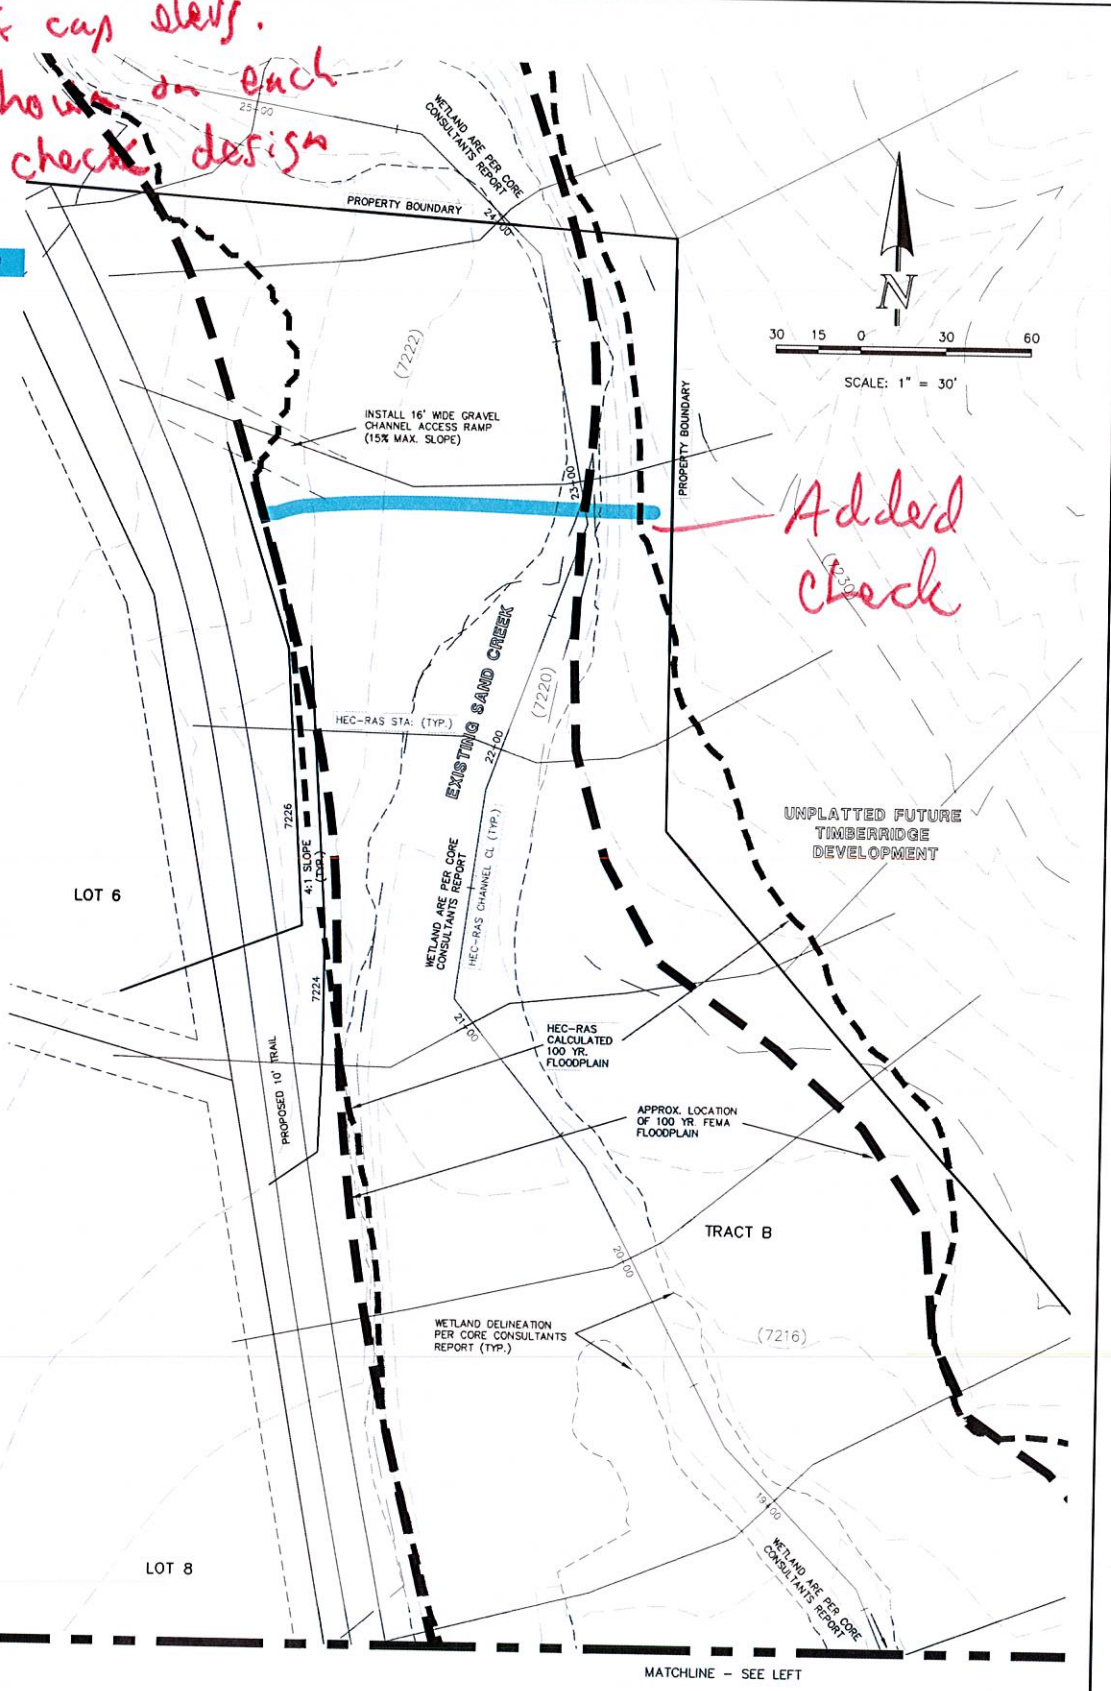 cap elevs.
shown on each
check design
25+00
WETLAND ARE PER CORE
CONSULTANTS REPORT
PROPERTY BOUNDARY
24+00
N
30 15 0 30 60
SCALE: 1" = 30'
(7222)
INSTALL 16' WIDE GRAVEL
CHANNEL ACCESS RAMP
(15% MAX. SLOPE)
PROPERTY BOUNDARY
23+00
Added
check
(7230)
EXISTING SAND CREEK
(7220)
HEC-RAS STA: (TYP.)
22+00
7226
4:1 SLOPE
(TYP.)
HEC-RAS CHANNEL CL (TYP.)
UNPLATTED FUTURE
TIMBERRIDGE
DEVELOPMENT
LOT 6
WETLAND ARE PER CORE
CONSULTANTS REPORT
7224
21+00
HEC-RAS
CALCULATED
100 YR.
FLOODPLAIN
PROPOSED 10' TRAIL
APPROX. LOCATION
OF 100 YR. FEMA
FLOODPLAIN
TRACT B
20+00
WETLAND DELINEATION
PER CORE CONSULTANTS
REPORT (TYP.)
(7216)
19+00
WETLAND ARE PER CORE
CONSULTANTS REPORT
LOT 8
MATCHLINE - SEE LEFT